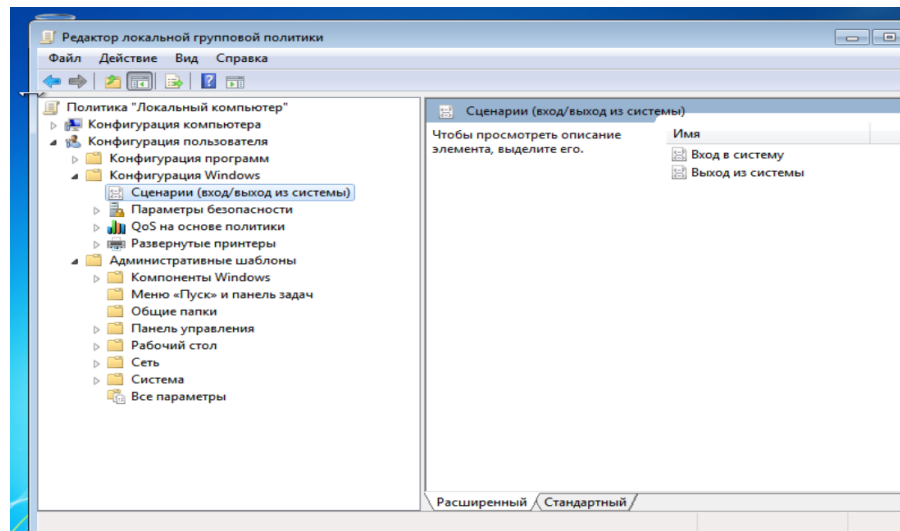 Редактор локальной групповой политики
Файл Действие Вид Справка
Политика "Локальный компьютер"
Конфигурация компьютера
Конфигурация пользователя
Конфигурация программ
Конфигурация Windows
Сценарии (вход/выход из системы)
Параметры безопасности
QoS на основе политики
Развернутые принтеры
Административные шаблоны
Компоненты Windows
Меню «Пуск» и панель задач
Общие папки
Панель управления
Рабочий стол
Сеть
Система
Все параметры
Сценарии (вход/выход из системы)
Чтобы просмотреть описание
элемента, выделите его.
Имя
Вход в систему
Выход из системы
Расширенный Стандартный